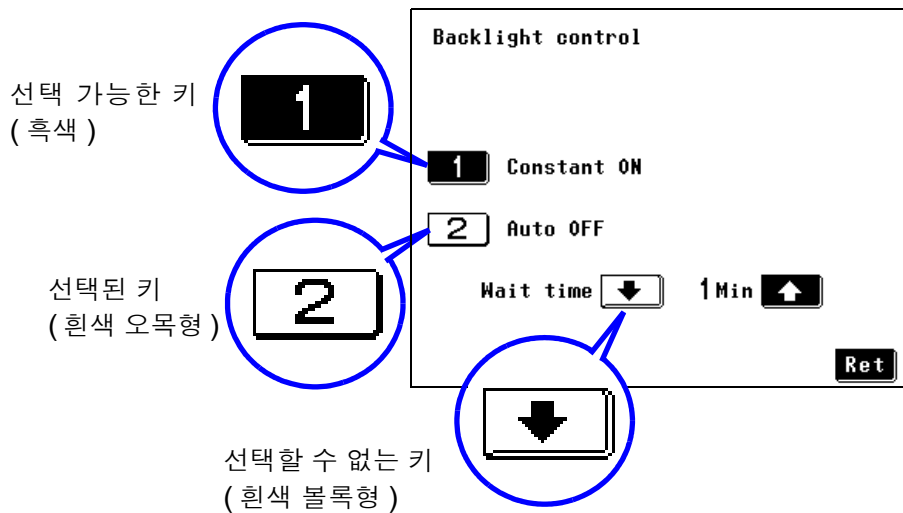 Backlight control
선택 가능한 키
( 흑색 )
1
1 Constant ON
2 Auto OFF
선택된 키
( 흰색 오목형 )
2
Wait time 1 Min
Ret
선택할 수 없는 키
( 흰색 볼록형 )